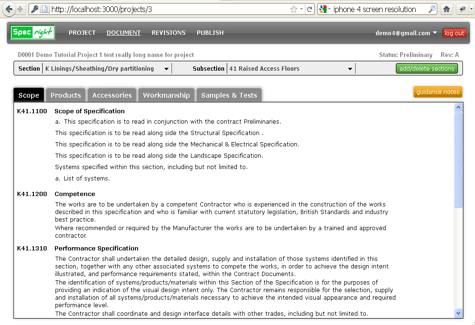 http://localhost:3000/projects/3
iphone 4 screen resolution
Spec right PROJECT DOCUMENT REVISIONS PUBLISH demo4@gmail.com log out
D0001 Demo Tutorial Project 1 test really long name for project Status: Preliminary Rev: A
Section K Linings/Sheathing/Dry partitioning Subsection 41 Raised Access Floors add/delete sections
Scope Products Accessories Workmanship Samples & Tests guidance notes
K41.1100 Scope of Specification
a. This specification is to read in conjunction with the contract Preliminaries.
This specification is to be read along side the Structural Specification .
This specification is to be read along side the Mechanical & Electrical Specification.
This specification is to be read along side the Landscape Specification.
Systems specified within this section, including but not limited to.
a. List of systems.
K41.1200 Competence
The works are to be undertaken by a competent Contractor who is experienced in the construction of the works
described in this specification and who is familiar with current statutory legislation, British Standards and industry
best practice.
Where recommended or required by the Manufacturer the works are to be undertaken by a trained and approved
contractor.
K41.1310 Performance Specification
The Contractor shall undertake the detailed design, supply and installation of those systems identified in this
section, together with any other associated systems to compete the works, in order to achieve the design intent
illustrated, and performance requirements stated, within the Contract Documents.
The identification of systems/products/materials within this Section of the Specification is for the purposes of
providing an indication of the visual design intent only. The Contractor remains responsible for the selection, supply
and installation of all systems/products/materials necessary to achieve the intended visual appearance and required
performance level.
The Contractor shall coordinate and design interface details with other trades, including but not limited to.